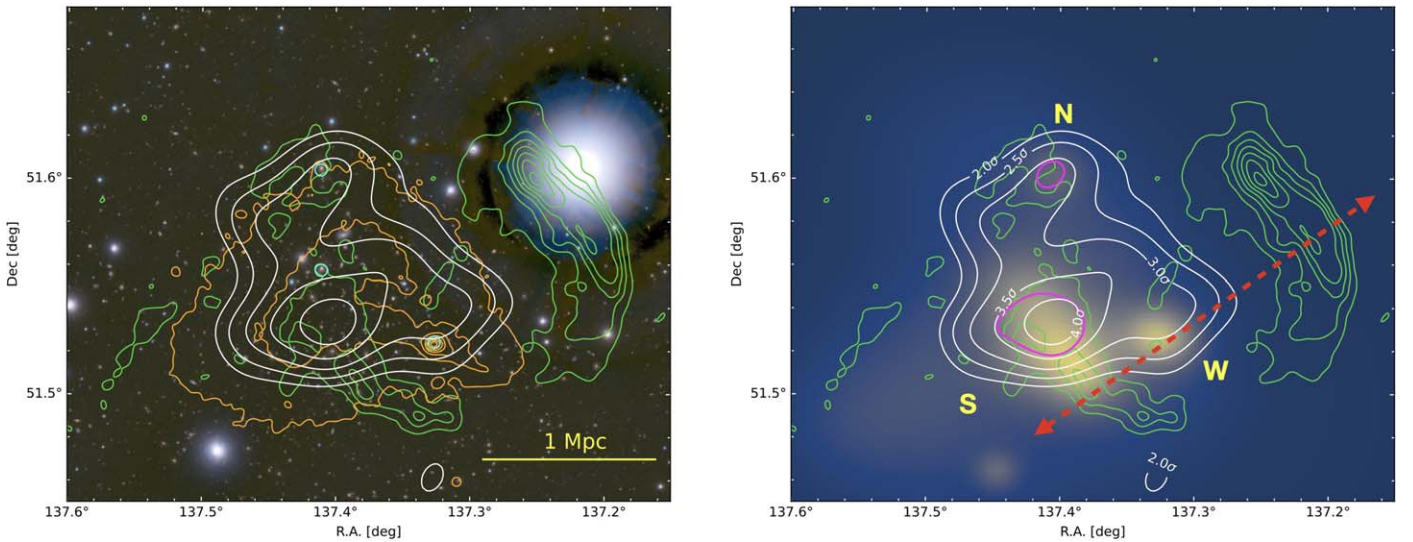 51.6°
51.5°
Dec [deg]
137.6
137.5
137.4
137.3
137.2
R.A. [deg]
1 Mpc
51.6°
51.5°
Dec [deg]
137.6
137.5
137.4
137.3
137.2
R.A. [deg]
N
2.0σ
2.5σ
3.0σ
3.5σ
4.0σ
W
S
2.0σ